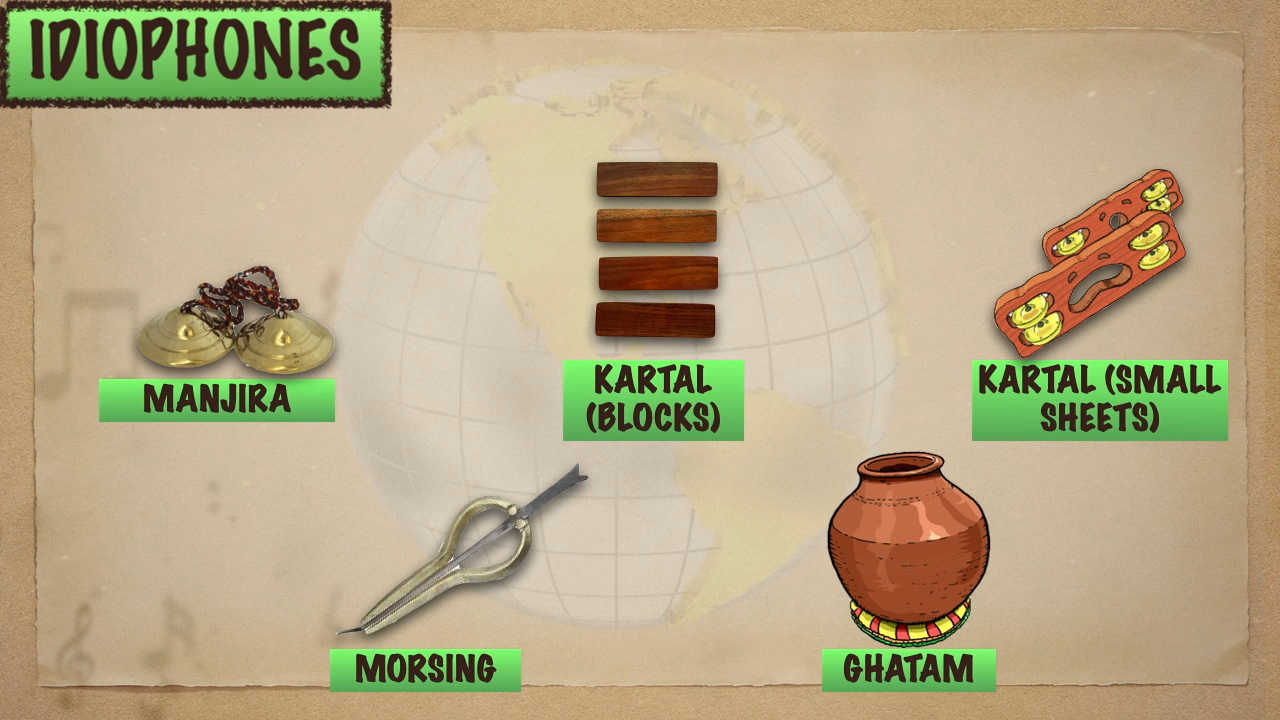 IDIOPHONES
MANJIRA
KARTAL
(BLOCKS)
KARTAL (SMALL
SHEETS)
MORSING
GHATAM